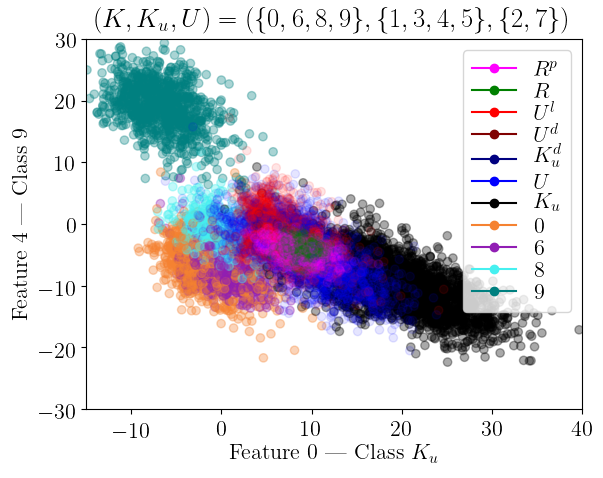 (K, K_u, U) = ({0, 6, 8, 9}, {1, 3, 4, 5}, {2, 7})
30
20
10
0
−10
−20
−30
Feature 4 — Class 9
R^p
R
U^l
U^d
K_u^d
U
K_u
0
6
8
9
−10
0
10
20
30
40
Feature 0 — Class K_u